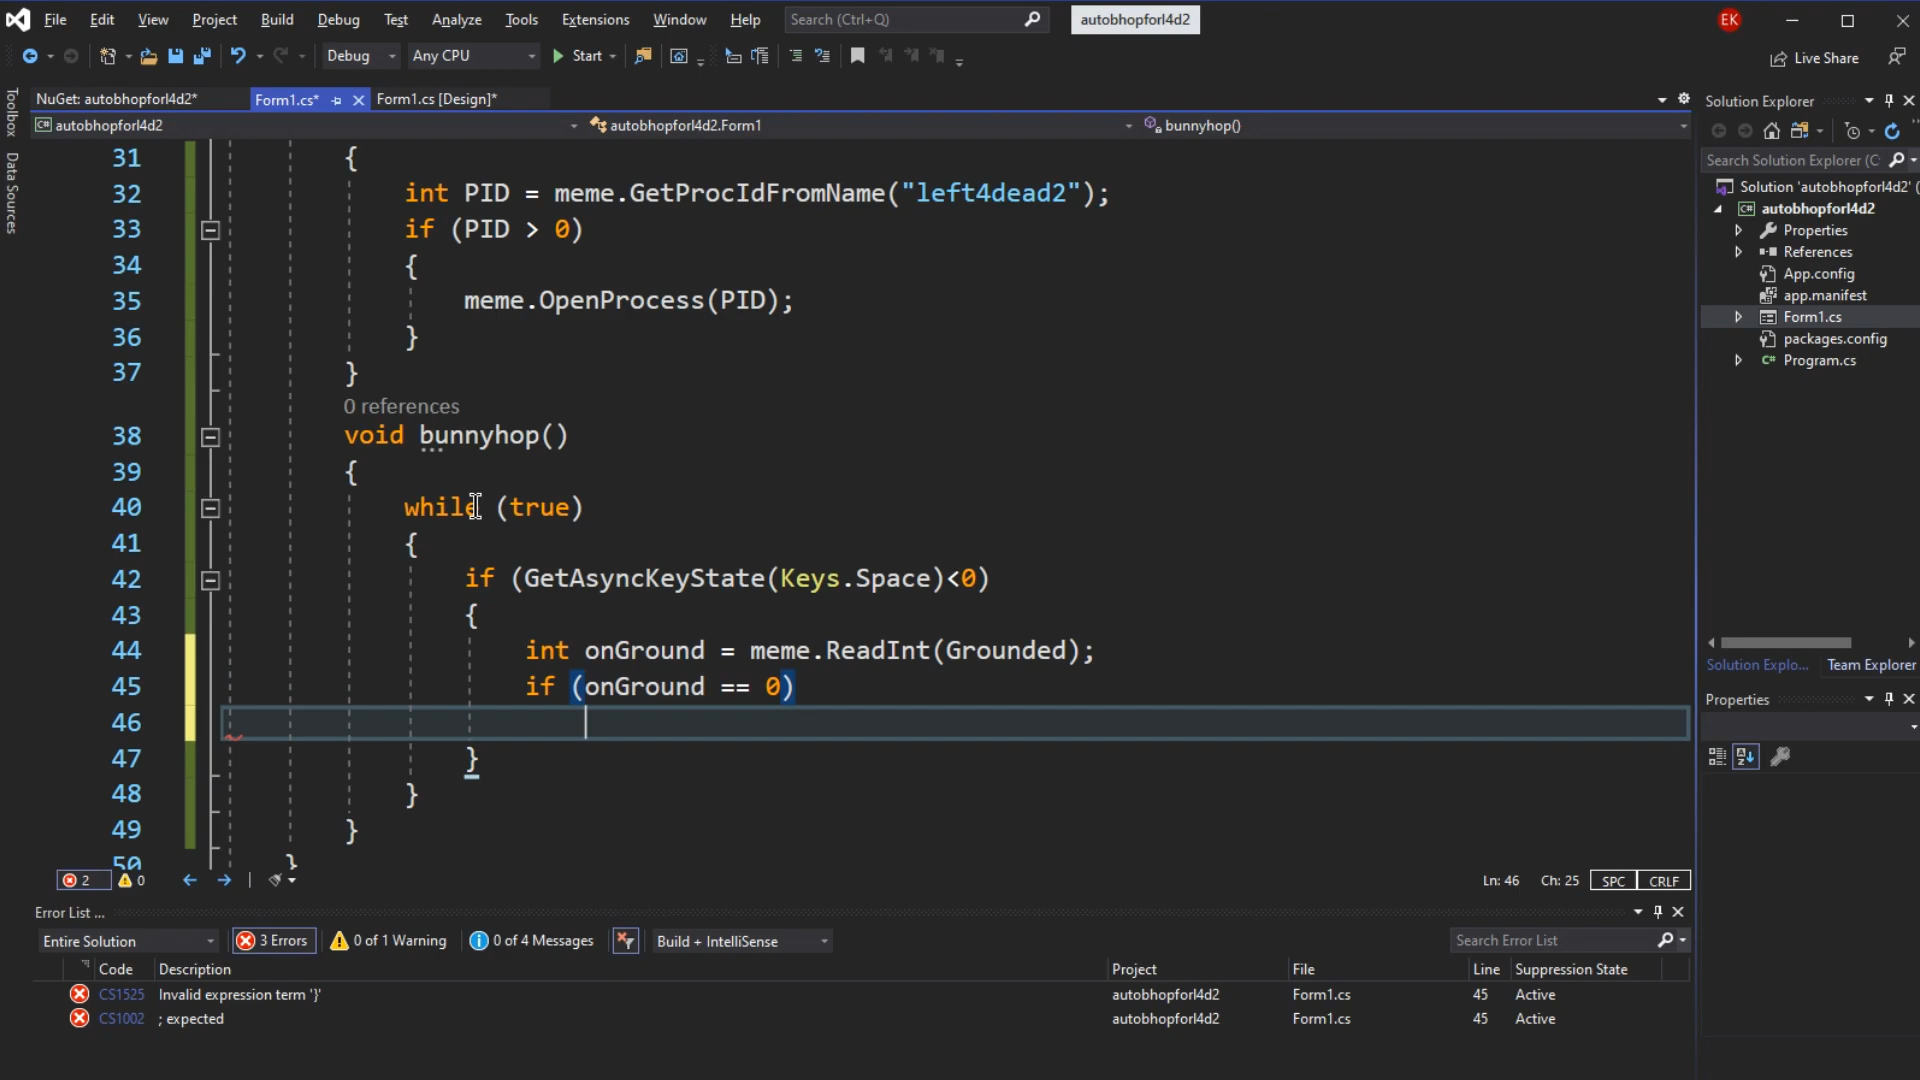 File Edit View Project Build Debug Test Analyze Tools Extensions Window Help Search (Ctrl+Q) autobhopforl4d2 EK
Debug Any CPU Start Live Share
NuGet: autobhopforl4d2* Form1.cs* Form1.cs [Design]* Solution Explorer
autobhopforl4d2 autobhopforl4d2.Form1 bunnyhop()
Toolbox
Data Sources
31 {
32 int PID = meme.GetProcIdFromName("left4dead2");
33 if (PID > 0)
34 {
35 meme.OpenProcess(PID);
36 }
37 }
0 references
38 void bunnyhop()
39 {
40 while (true)
41 {
42 if (GetAsyncKeyState(Keys.Space)<0)
43 {
44 int onGround = meme.ReadInt(Grounded);
45 if (onGround == 0)
46
47 }
48 }
49 }
50 }
Search Solution Explorer (C
Solution 'autobhopforl4d2' (
autobhopforl4d2
Properties
References
App.config
app.manifest
Form1.cs
packages.config
Program.cs
Solution Explo... Team Explorer
Properties
2 0 Ln: 46 Ch: 25 SPC CRLF
Error List ...
Entire Solution 3 Errors 0 of 1 Warning 0 of 4 Messages Build + IntelliSense Search Error List
Code Description Project File Line Suppression State
CS1525 Invalid expression term '}' autobhopforl4d2 Form1.cs 45 Active
CS1002 ; expected autobhopforl4d2 Form1.cs 45 Active